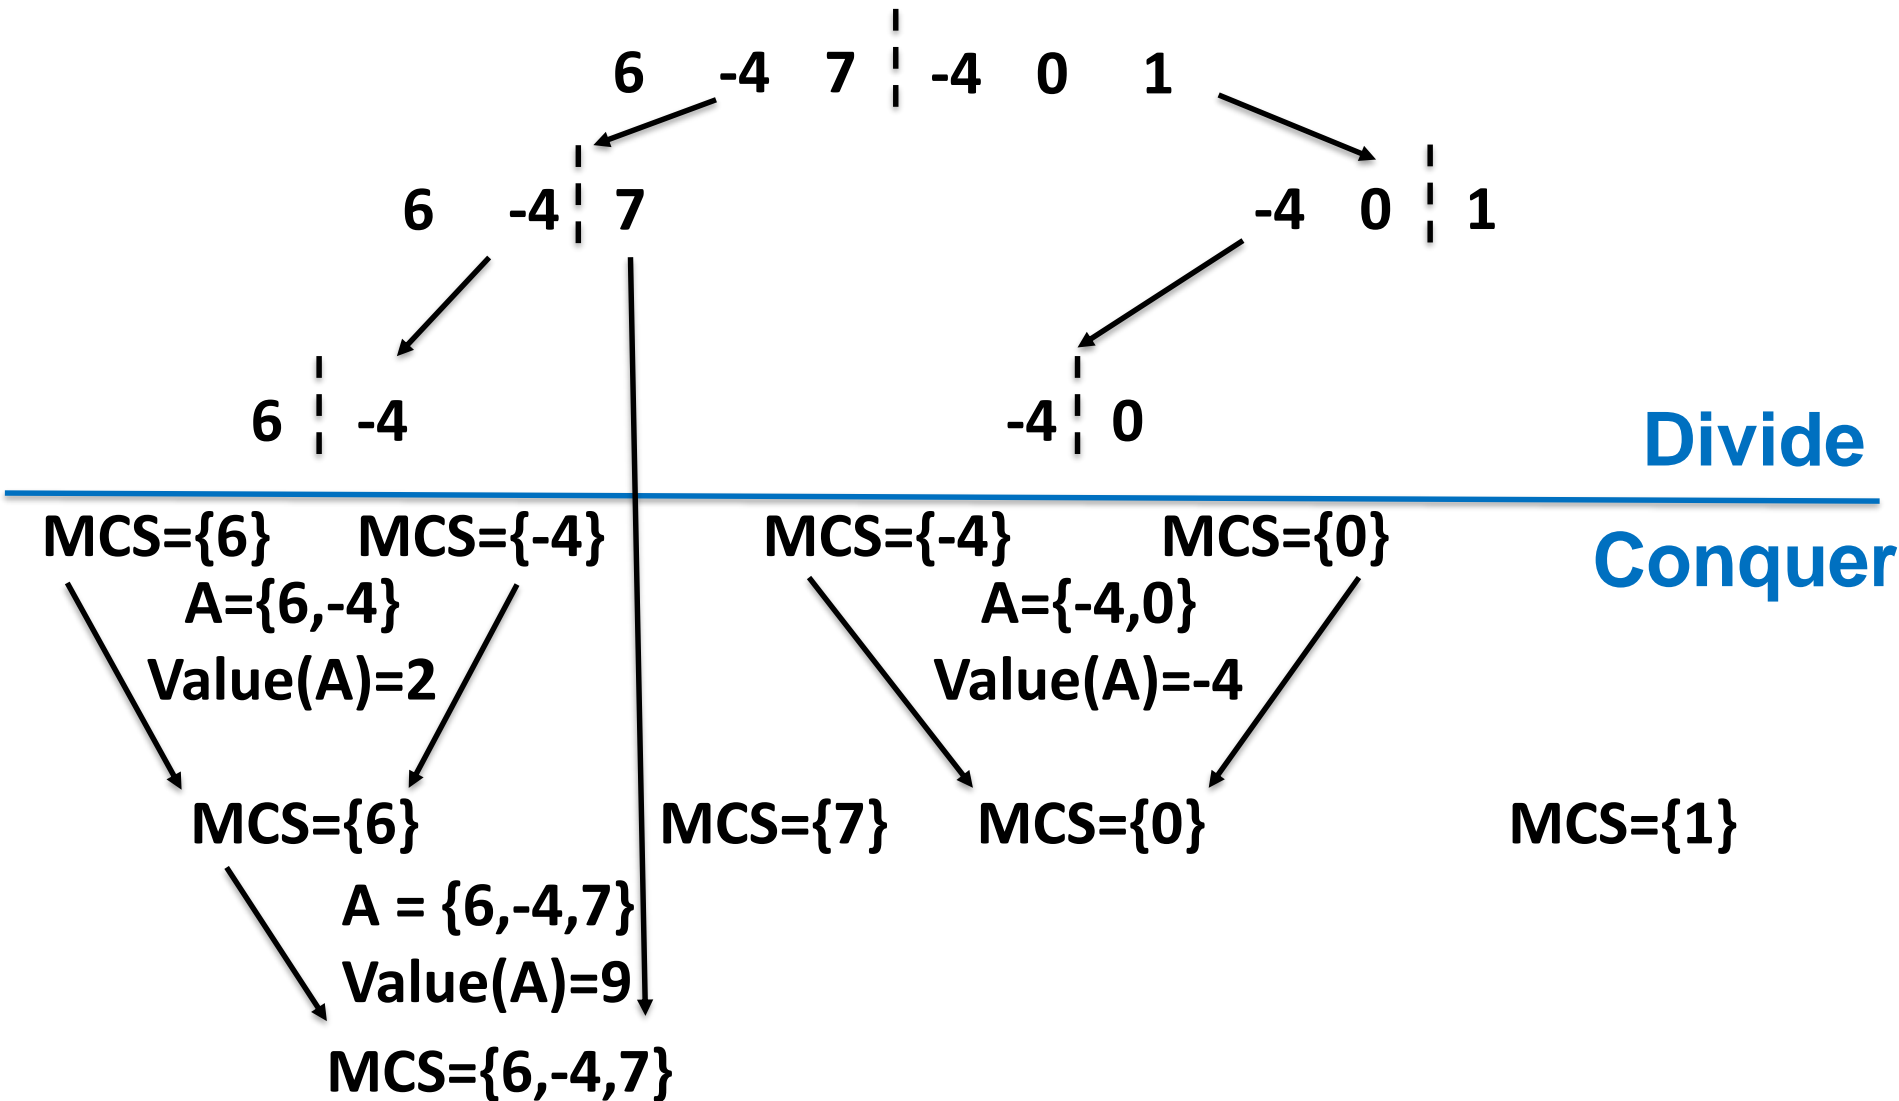 6 -4 7 -4 0 1
6 -4 7 -4 0 1
6 -4 -4 0
Divide
MCS={6} MCS={-4} MCS={-4} MCS={0}
Conquer
A={6,-4} A={-4,0}
Value(A)=2 Value(A)=-4
MCS={6} MCS={7} MCS={0} MCS={1}
A = {6,-4,7}
Value(A)=9
MCS={6,-4,7}